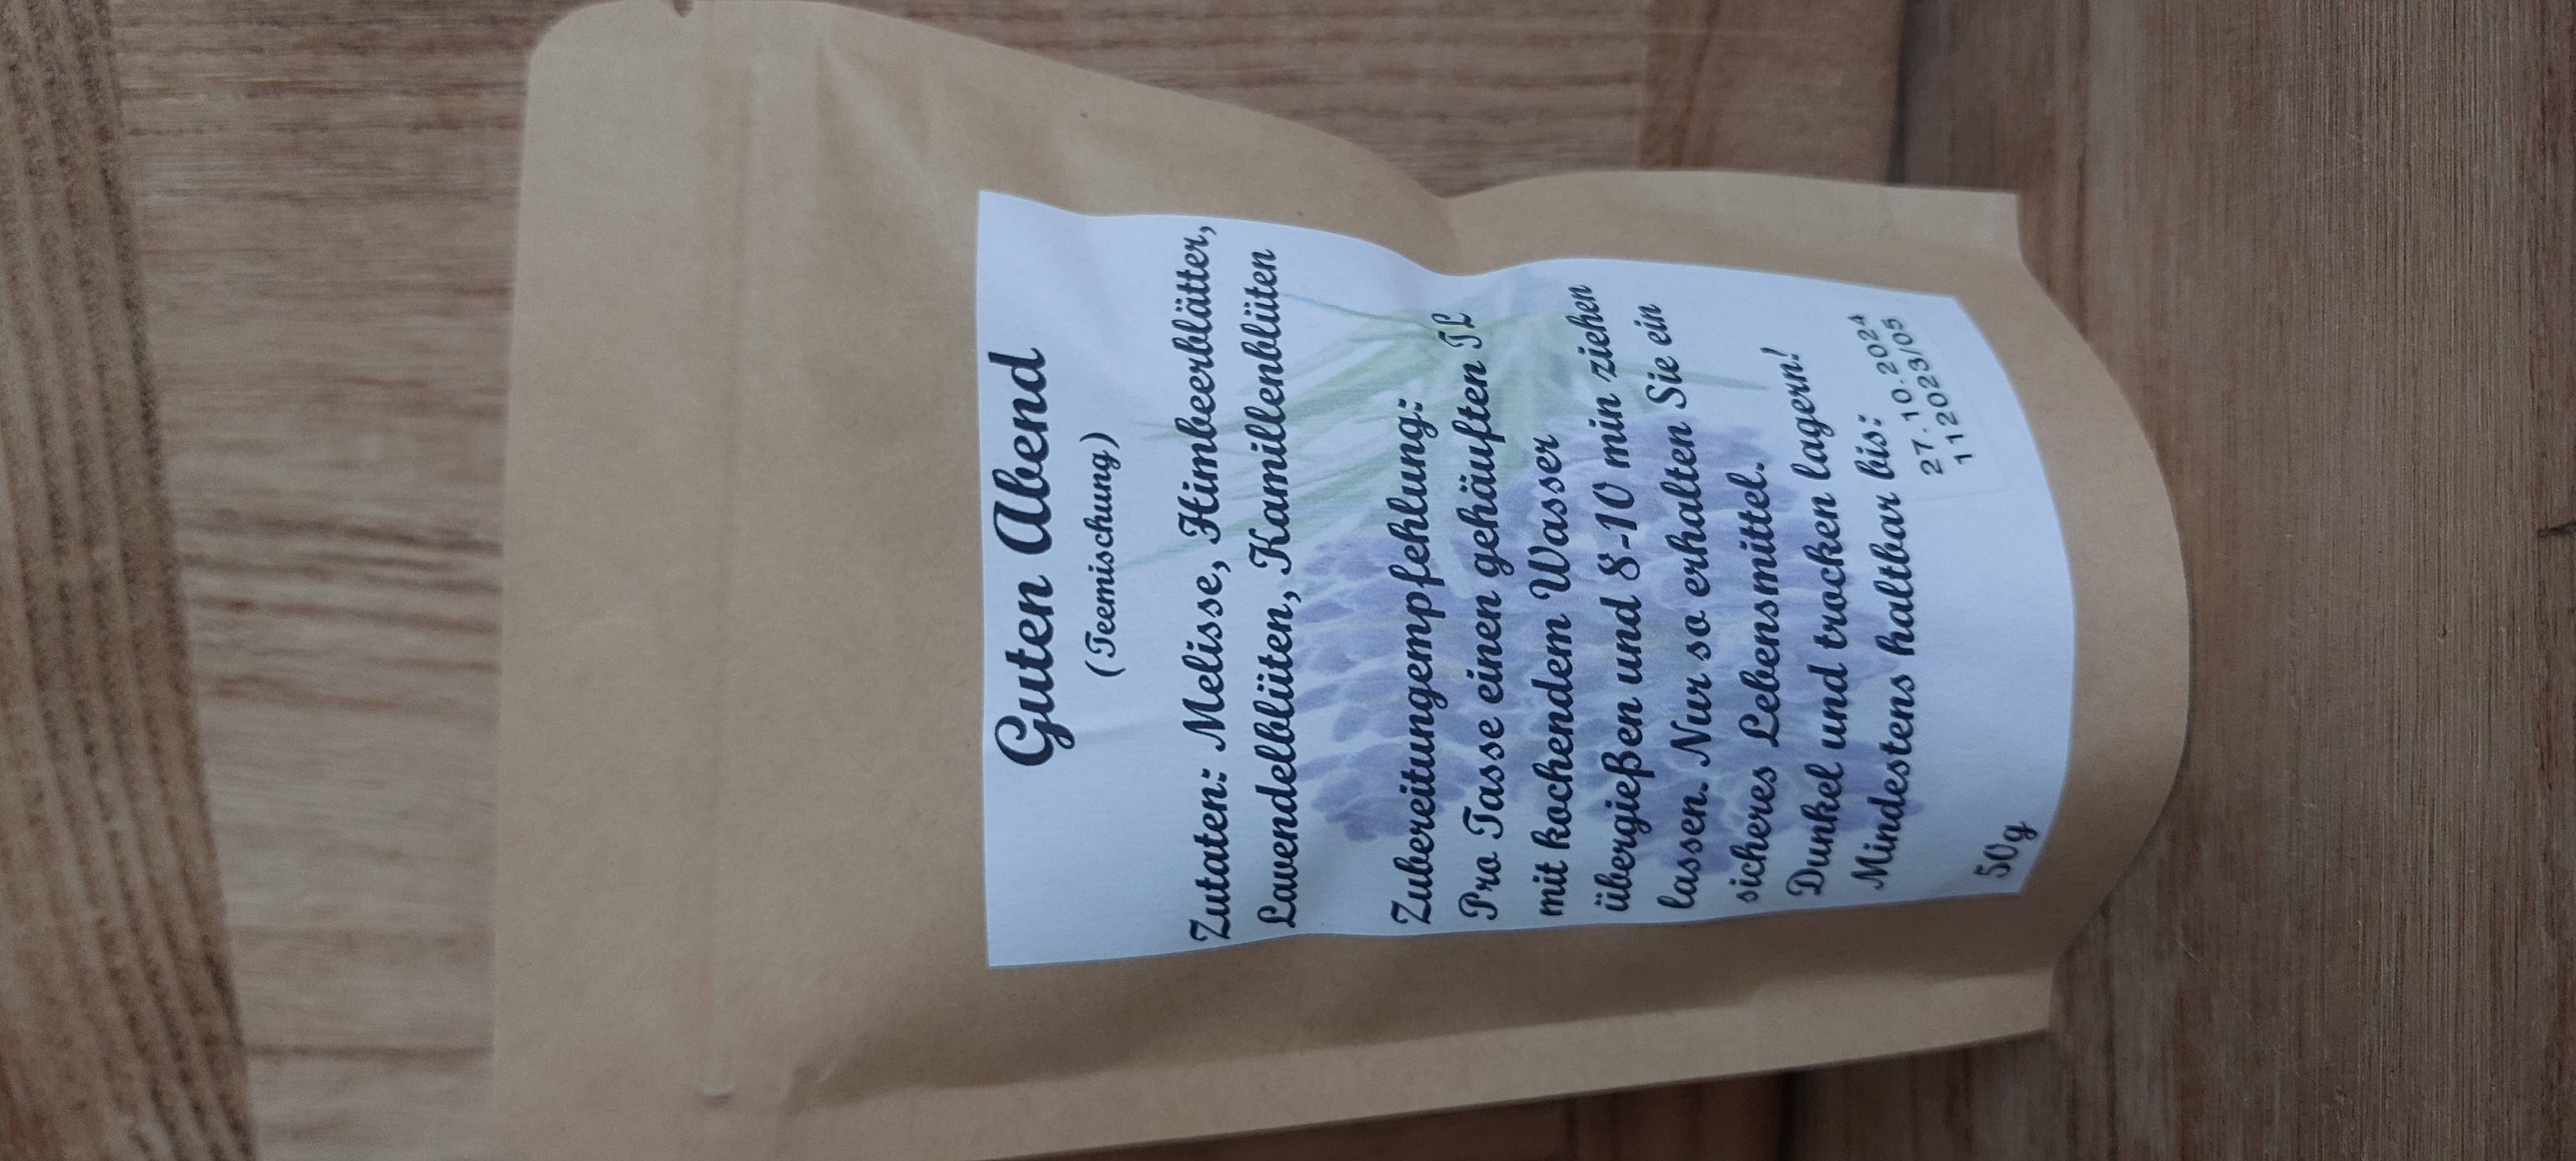 Guten Abend
(Teemischung)
Zutaten: Melisse, Himbeerblätter,
Lavendelblüten, Kamillenblüten
Zubereitungempfehlung:
Pro Tasse einen gehäuften TL
mit kochendem Wasser
übergießen und 8-10 min ziehen
lassen. Nur so erhalten Sie ein
sicheres Lebensmittel.
Dunkel und trocken lagern!
Mindestens haltbar bis:
27.10.2024
112023/05
50g